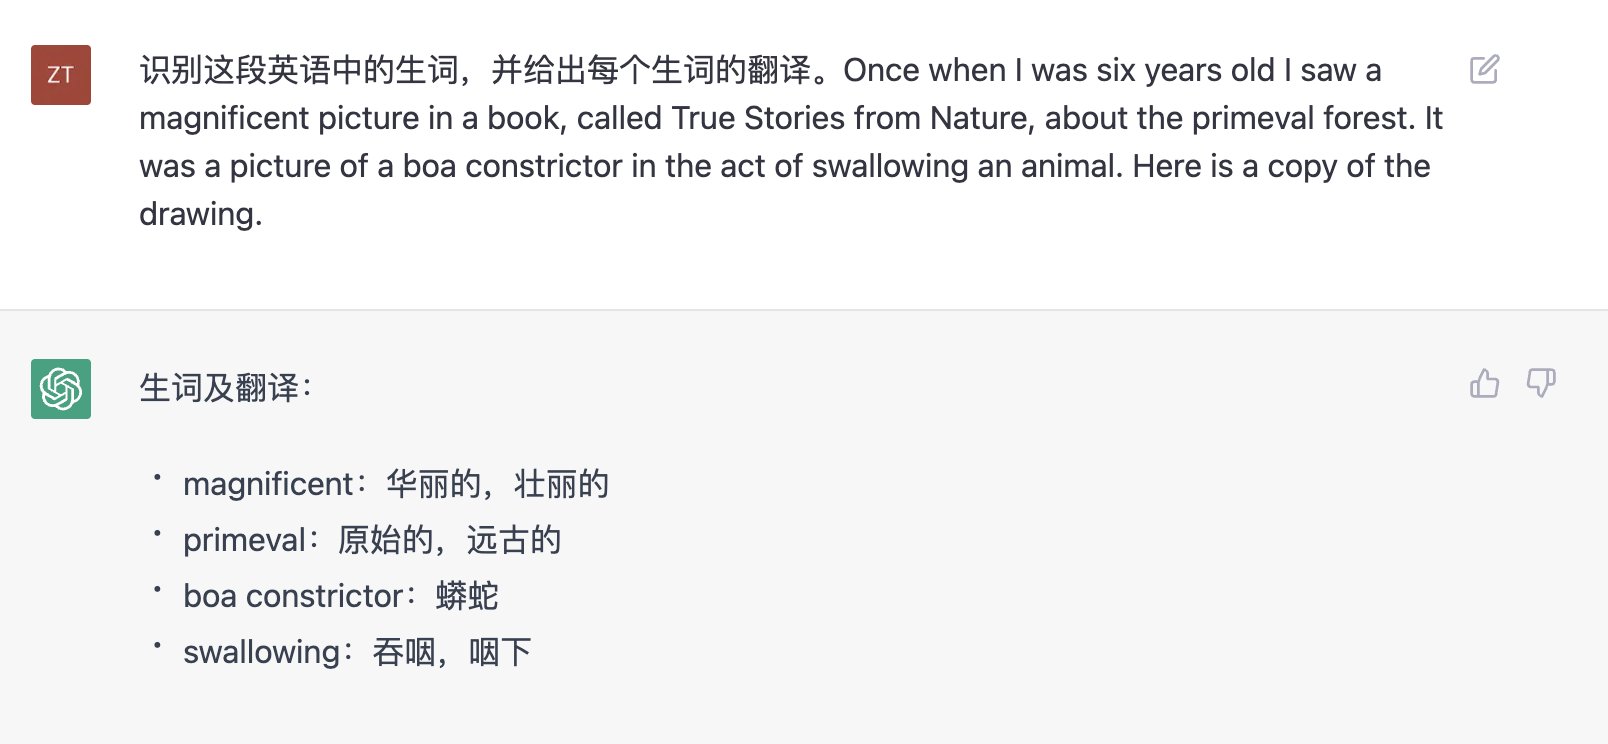 ZT
识别这段英语中的生词，并给出每个生词的翻译。Once when I was six years old I saw a
magnificent picture in a book, called True Stories from Nature, about the primeval forest. It
was a picture of a boa constrictor in the act of swallowing an animal. Here is a copy of the
drawing.
生词及翻译：
• magnificent：华丽的，壮丽的
• primeval：原始的，远古的
• boa constrictor：蟒蛇
• swallowing：吞咽，咽下